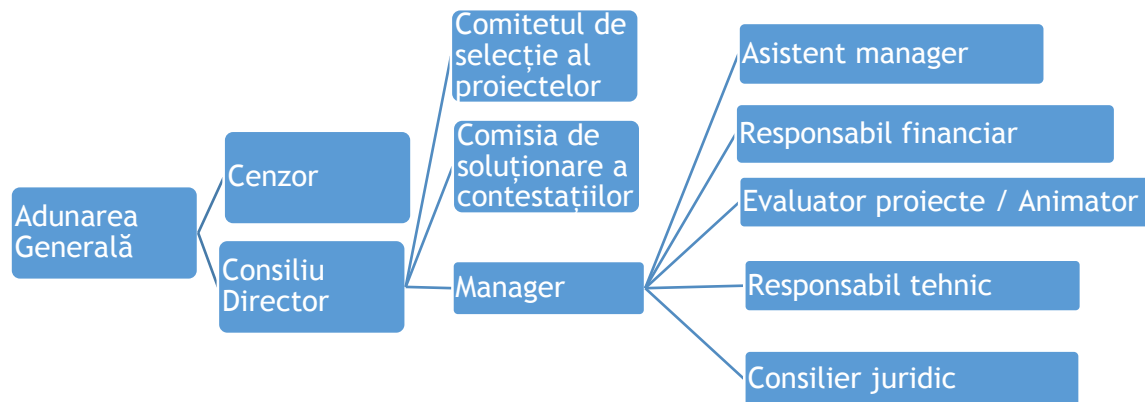 Adunarea
Generală
Cenzor
Consiliu
Director
Comitetul de
selecție al
proiectelor
Comisia de
soluționare a
contestațiilor
Manager
Asistent manager
Responsabil financiar
Evaluator proiecte / Animator
Responsabil tehnic
Consilier juridic